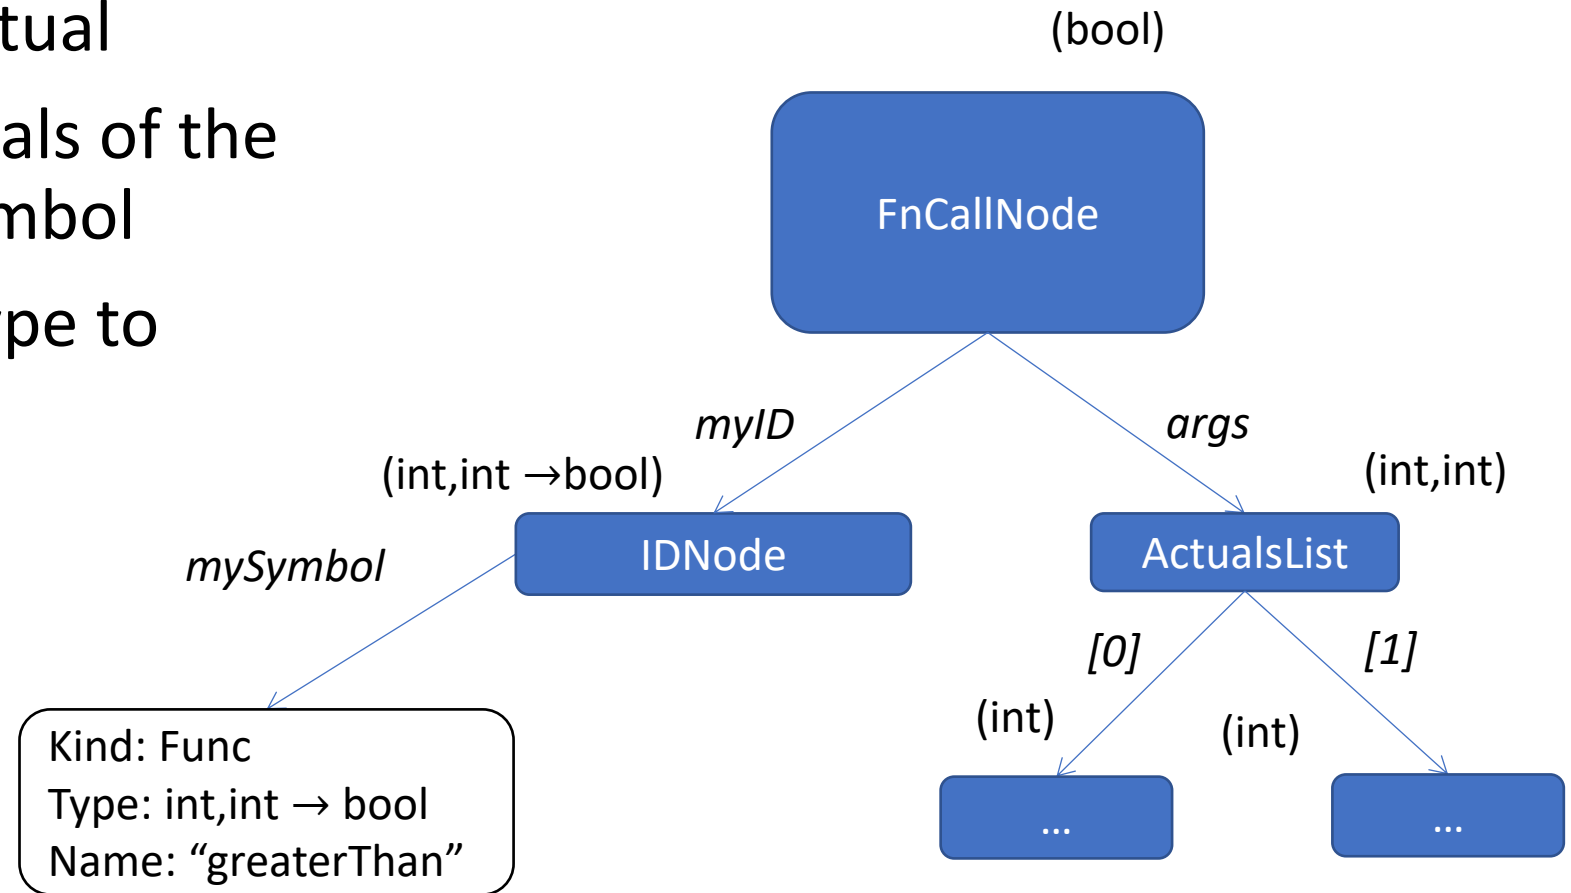 tual
als of the
mbol
pe to
(bool)
FnCallNode
myID
args
(int,int →bool)
(int,int)
mySymbol
IDNode
ActualsList
[0]
[1]
(int)
(int)
Kind: Func
Type: int,int → bool
Name: “greaterThan”
...
...